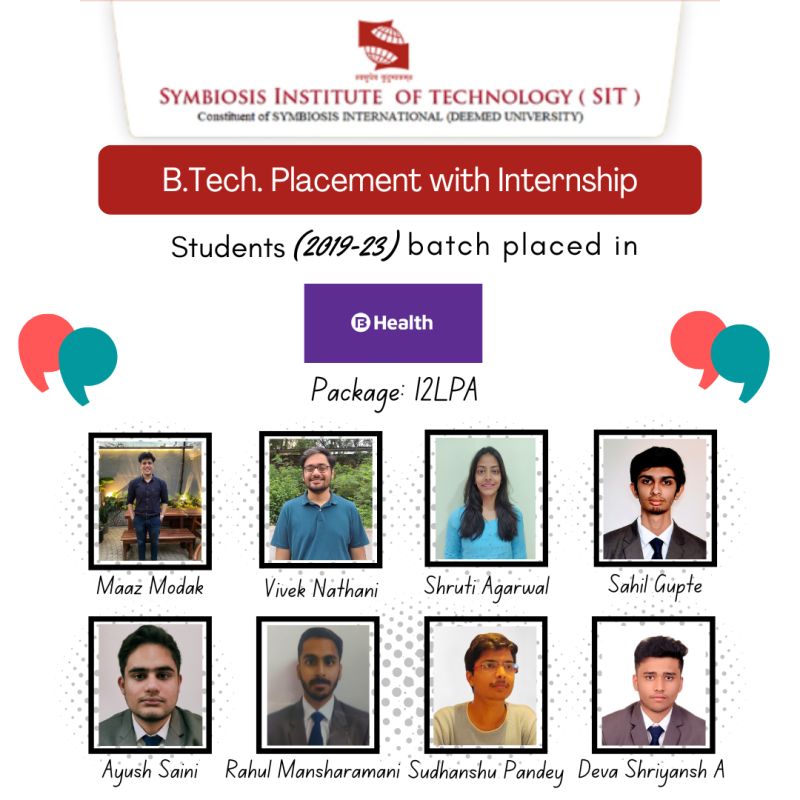 वसुधैव कुटुम्बकम्
SYMBIOSIS INSTITUTE OF TECHNOLOGY ( SIT )
Constituent of SYMBIOSIS INTERNATIONAL (DEEMED UNIVERSITY)
B.Tech. Placement with Internship
Students (2019-23) batch placed in
B Health
Package: 12LPA
Maaz Modak
Vivek Nathani
Shruti Agarwal
Sahil Gupte
Ayush Saini
Rahul Mansharamani
Sudhanshu Pandey
Deva Shriyansh A